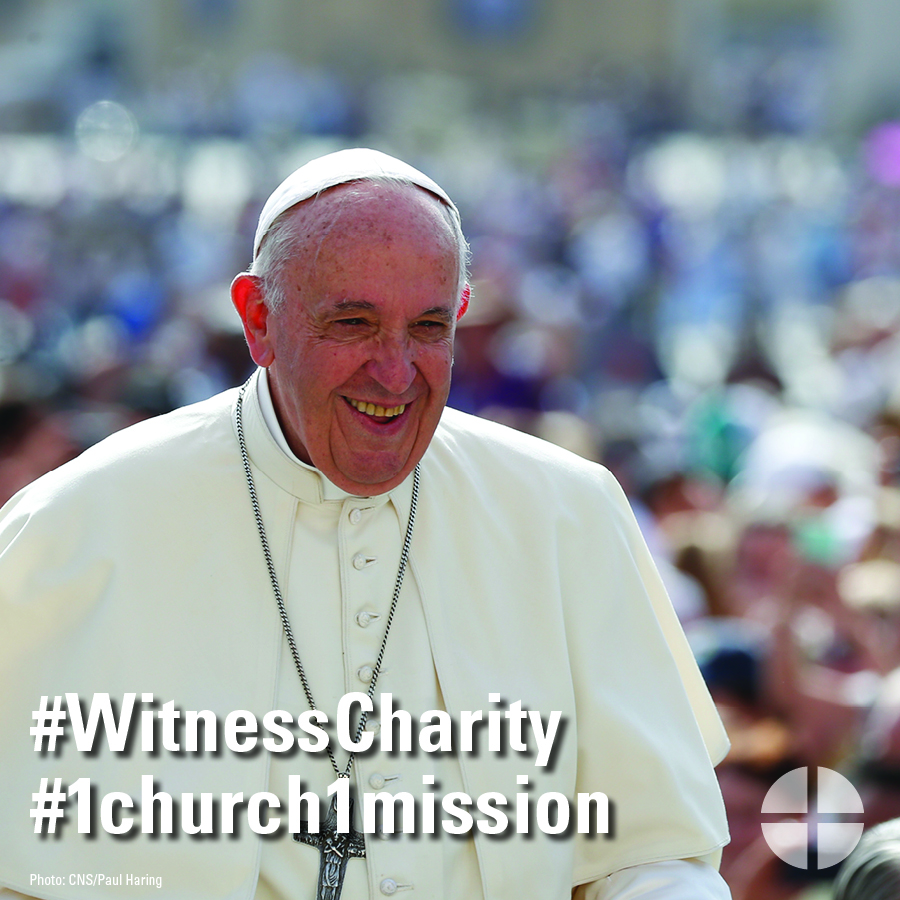 #WitnessCharity
#1church1mission
Photo: CNS/Paul Haring